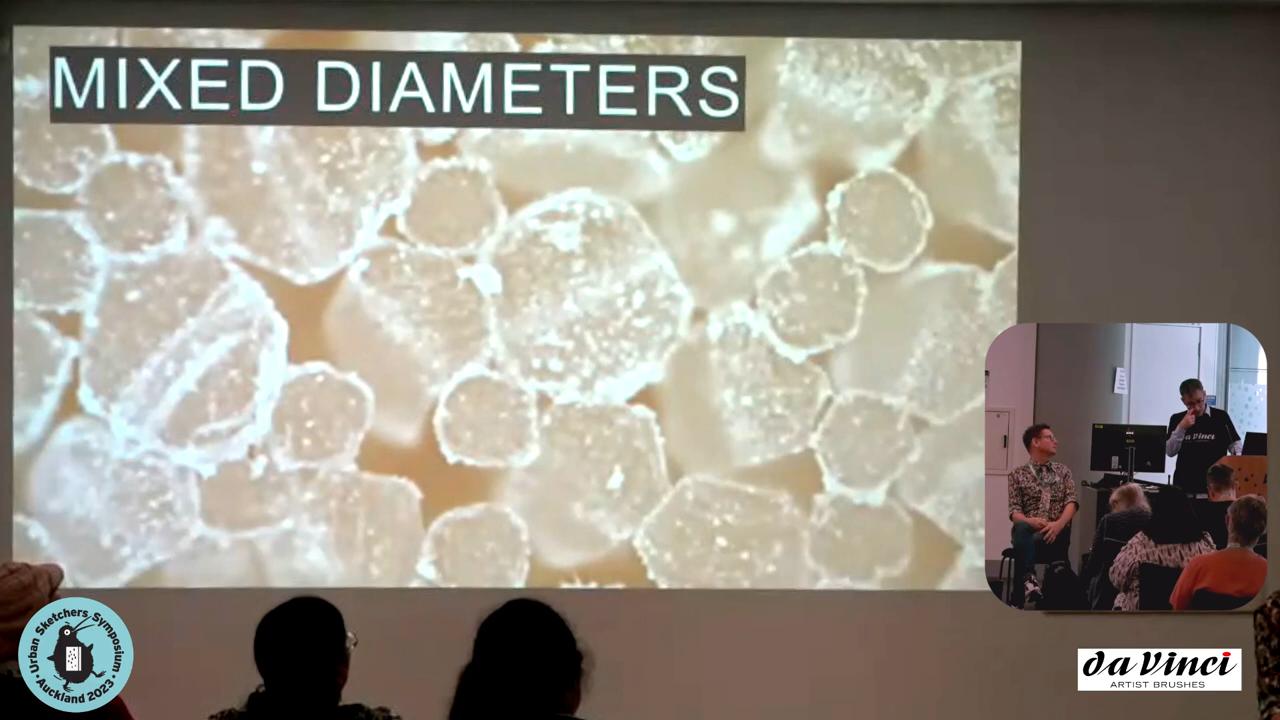 MIXED DIAMETERS
da Vinci
Urban Sketchers Symposium
Auckland 2023
da Vinci
ARTIST BRUSHES